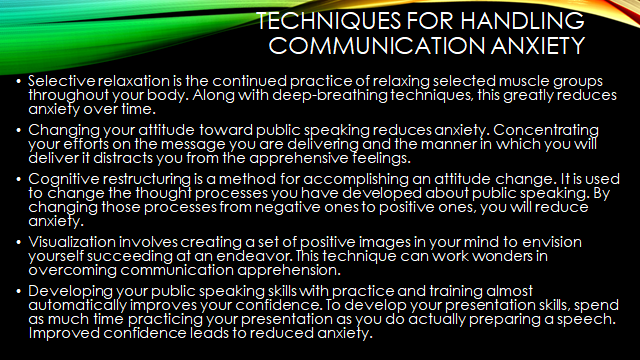 TECHNIQUES FOR HANDLING
COMMUNICATION ANXIETY
• Selective relaxation is the continued practice of relaxing selected muscle groups
throughout your body. Along with deep-breathing techniques, this greatly reduces
anxiety over time.
• Changing your attitude toward public speaking reduces anxiety. Concentrating
your efforts on the message you are delivering and the manner in which you will
deliver it distracts you from the apprehensive feelings.
• Cognitive restructuring is a method for accomplishing an attitude change. It is used
to change the thought processes you have developed about public speaking. By
changing those processes from negative ones to positive ones, you will reduce
anxiety.
• Visualization involves creating a set of positive images in your mind to envision
yourself succeeding at an endeavor. This technique can work wonders in
overcoming communication apprehension.
• Developing your public speaking skills with practice and training almost
automatically improves your confidence. To develop your presentation skills, spend
as much time practicing your presentation as you do actually preparing a speech.
Improved confidence leads to reduced anxiety.